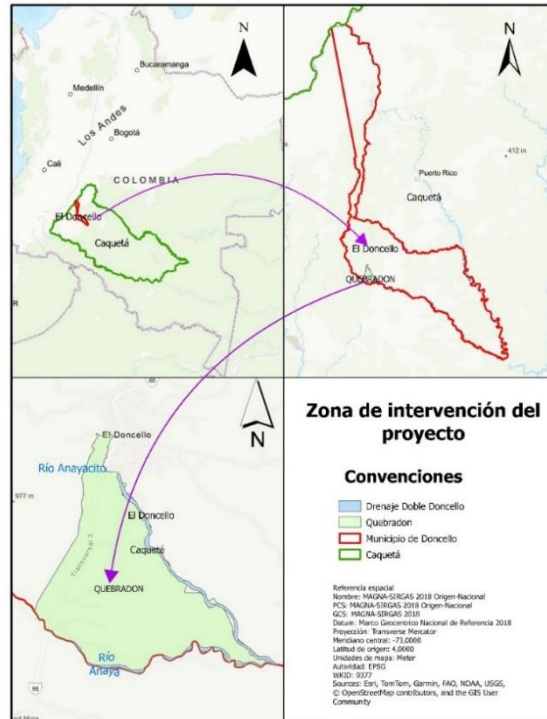 Bucaramanga
Medellín
Los Andes
Bogotá
Cali
COLOMBIA
El Doncello
Caquetá
N
412 m
Puerto Rico
Caquetá
El Doncello
QUEBRADON
El Doncello
Río Anayacito
977 m
El Doncello
Caquetá
Transversal 3
QUEBRADON
Río
Anaya
65
N
Zona de intervención del
proyecto
Convenciones
Drenaje Doble Doncello
Quebradon
Municipio de Doncello
Caquetá
Referencia espacial
Nombre: MAGNA-SIRGAS 2018 Origen-Nacional
PCS: MAGNA-SIRGAS 2018 Origen-Nacional
GCS: MAGNA-SIRGAS 2018
Datum: Marco Geocentrico Nacional de Referencia 2018
Proyección: Transverse Mercator
Meridiano central: -73,0000
Latitud de origen: 4,0000
Unidades de mapa: Meter
Autoridad: EPSG
WKID: 9377
Sources: Esri, TomTom, Garmin, FAO, NOAA, USGS,
© OpenStreetMap contributors, and the GIS User
Community